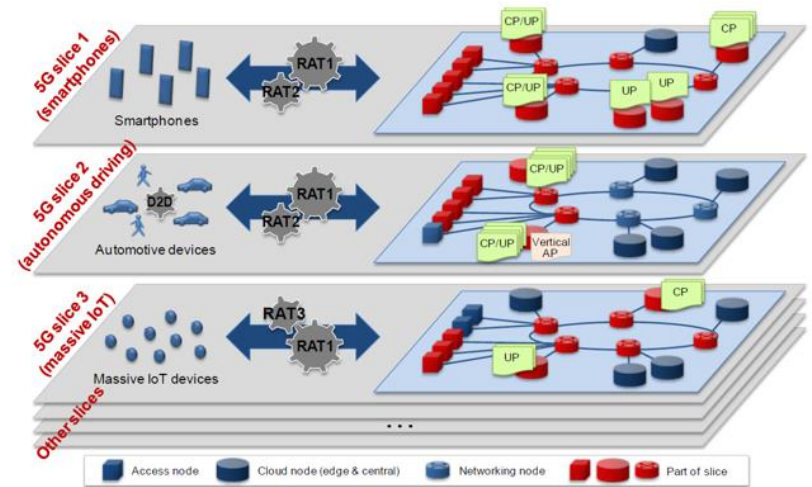 5G slice 1
(smartphones)
Smartphones
RAT1
RAT2
CP/UP
CP/UP
CP
UP
UP
5G slice 2
(autonomous driving)
D2D
Automotive devices
RAT1
RAT2
CP/UP
CP/UP
Vertical
AP
5G slice 3
(massive IoT)
Massive IoT devices
RAT3
RAT1
CP
UP
Other slices
...
Access node
Cloud node (edge & central)
Networking node
Part of slice